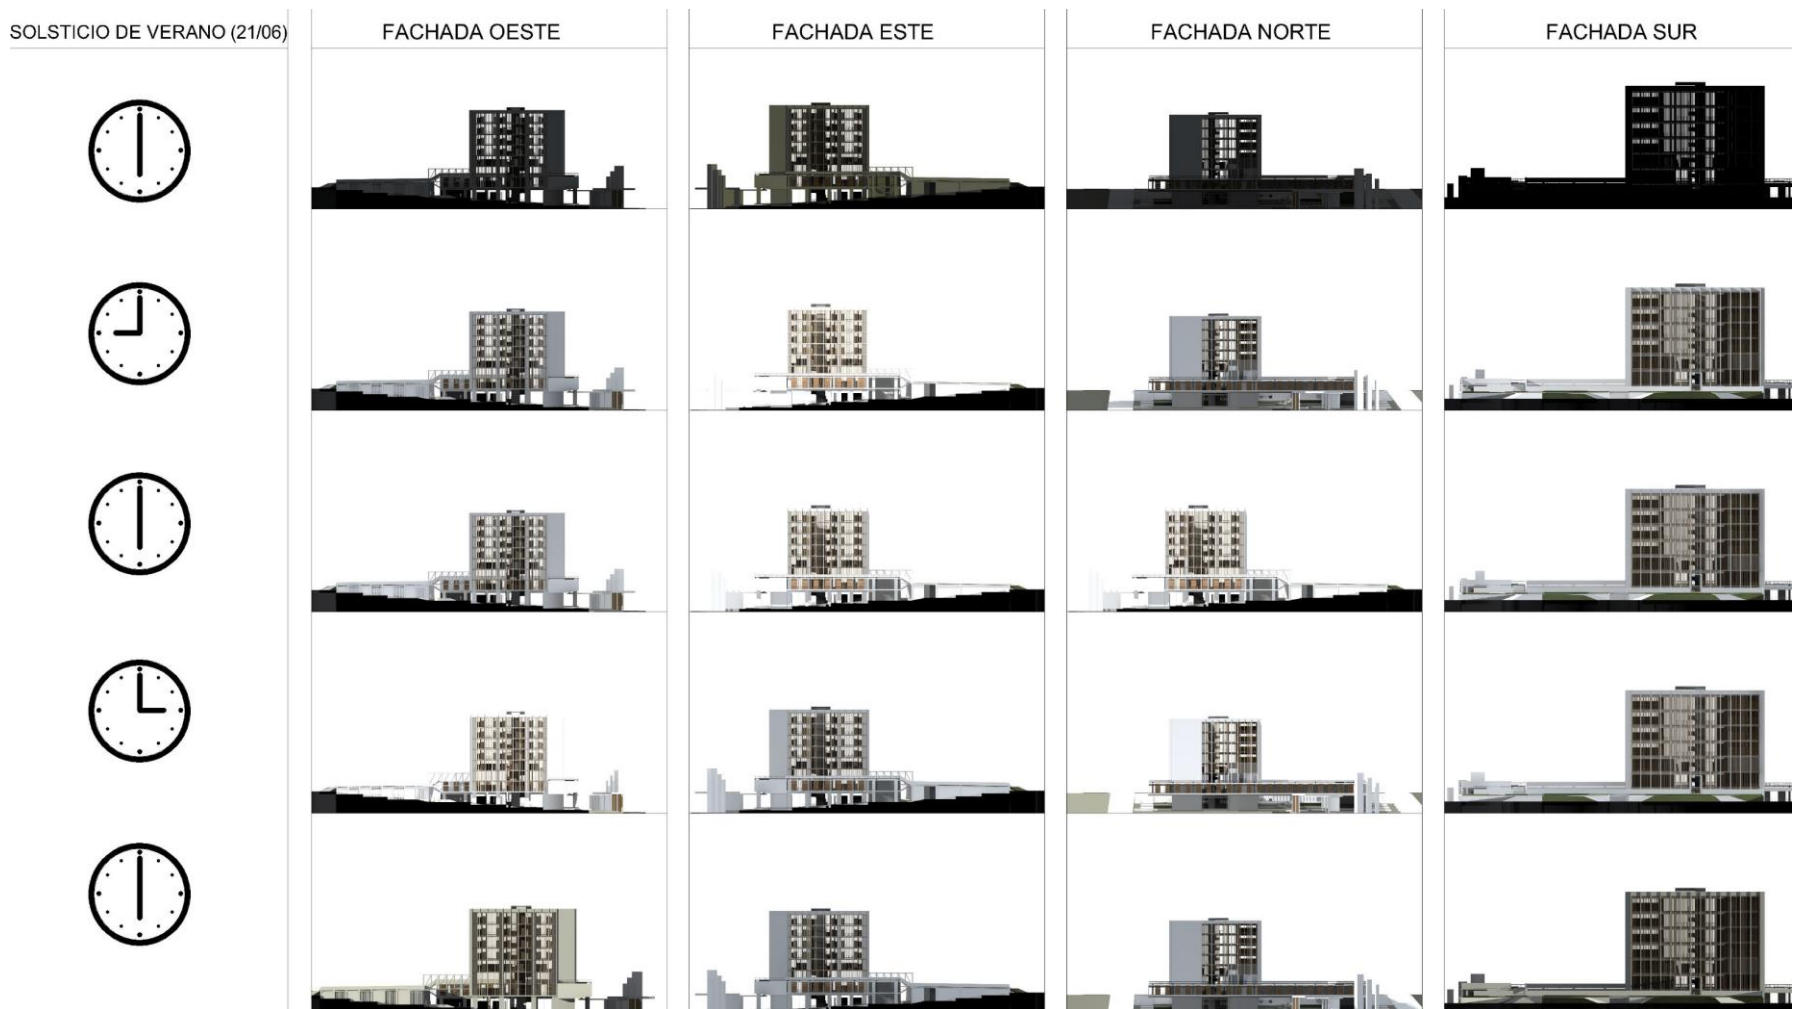 SOLSTICIO DE VERANO (21/06)
FACHADA OESTE
FACHADA ESTE
FACHADA NORTE
FACHADA SUR